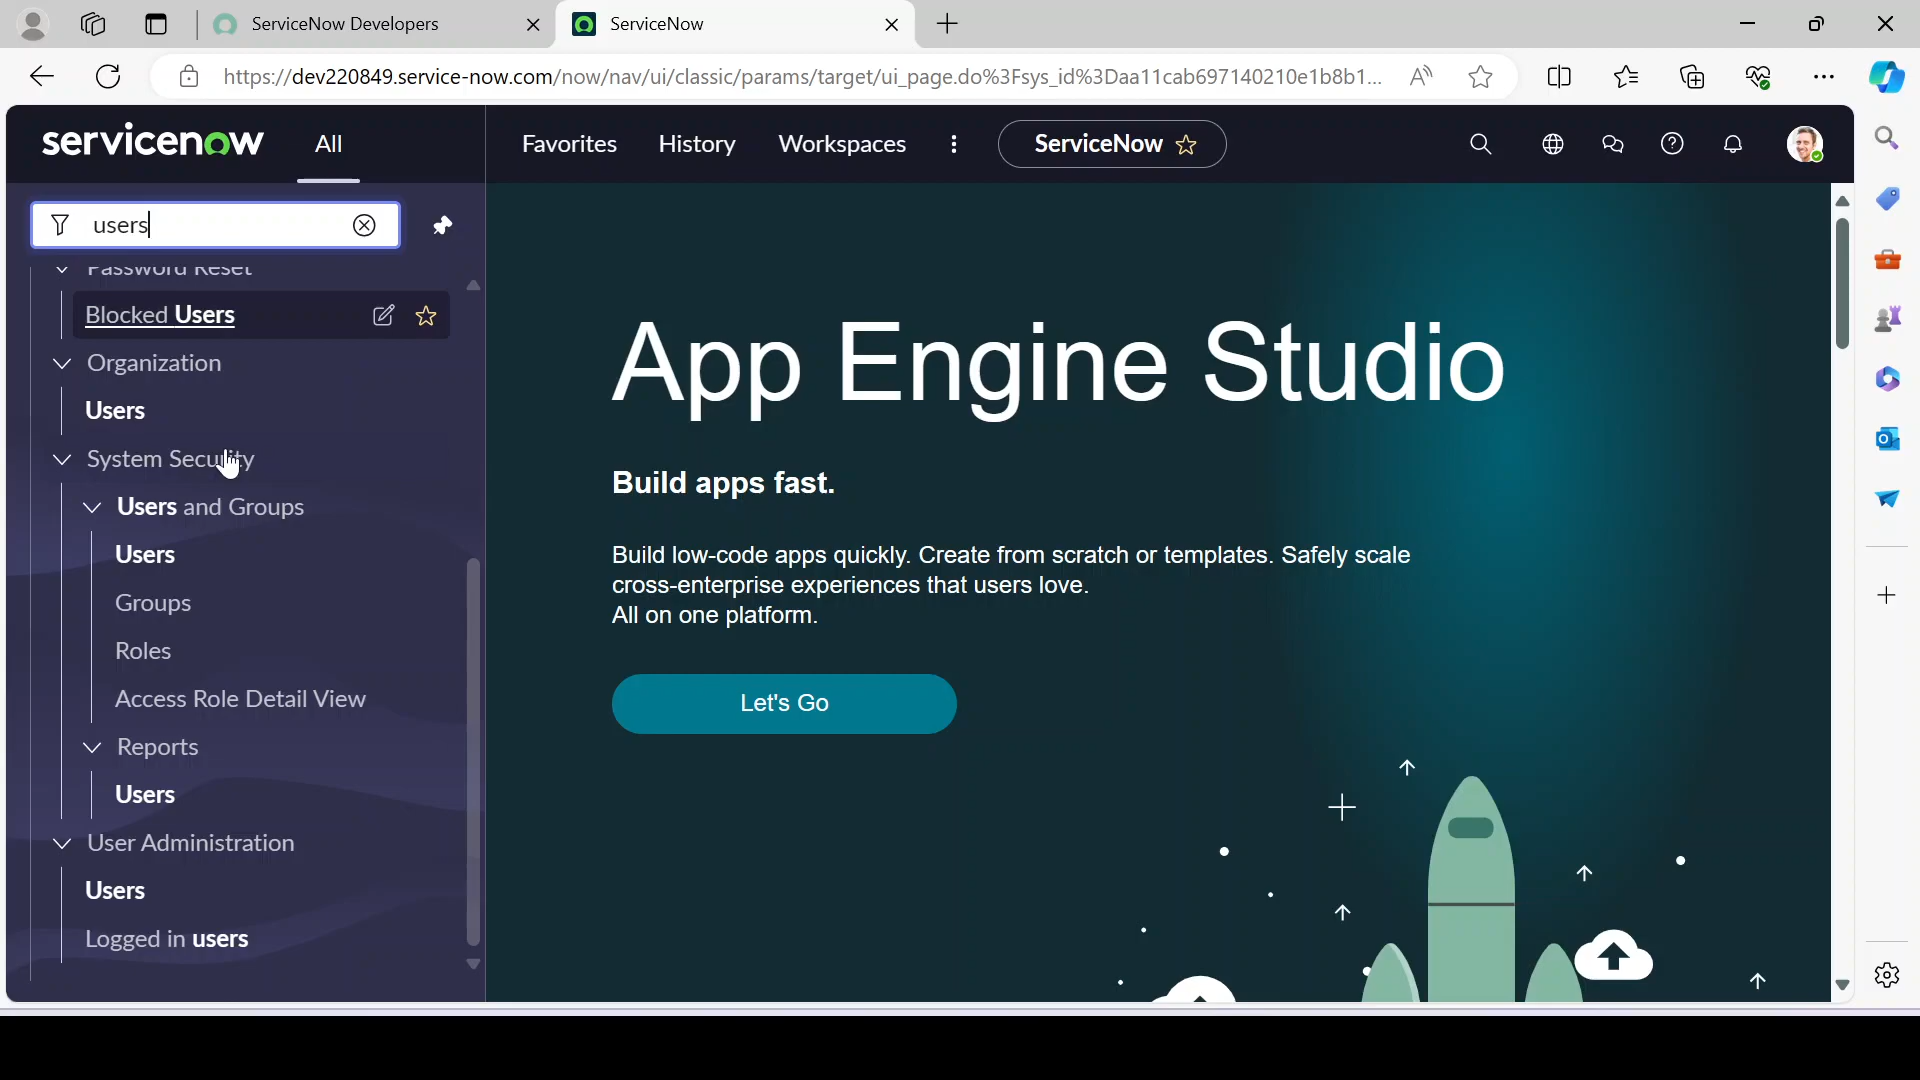 ServiceNow Developers
ServiceNow
https://dev220849.service-now.com/now/nav/ui/classic/params/target/ui_page.do%3Fsys_id%3Daa11cab697140210e1b8b1...
servicenow
All
Favorites
History
Workspaces
ServiceNow
users
Password Reset
Blocked Users
Organization
Users
System Security
Users and Groups
Users
Groups
Roles
Access Role Detail View
Reports
Users
User Administration
Users
Logged in users
App Engine Studio
Build apps fast.
Build low-code apps quickly. Create from scratch or templates. Safely scale
cross-enterprise experiences that users love.
All on one platform.
Let's Go